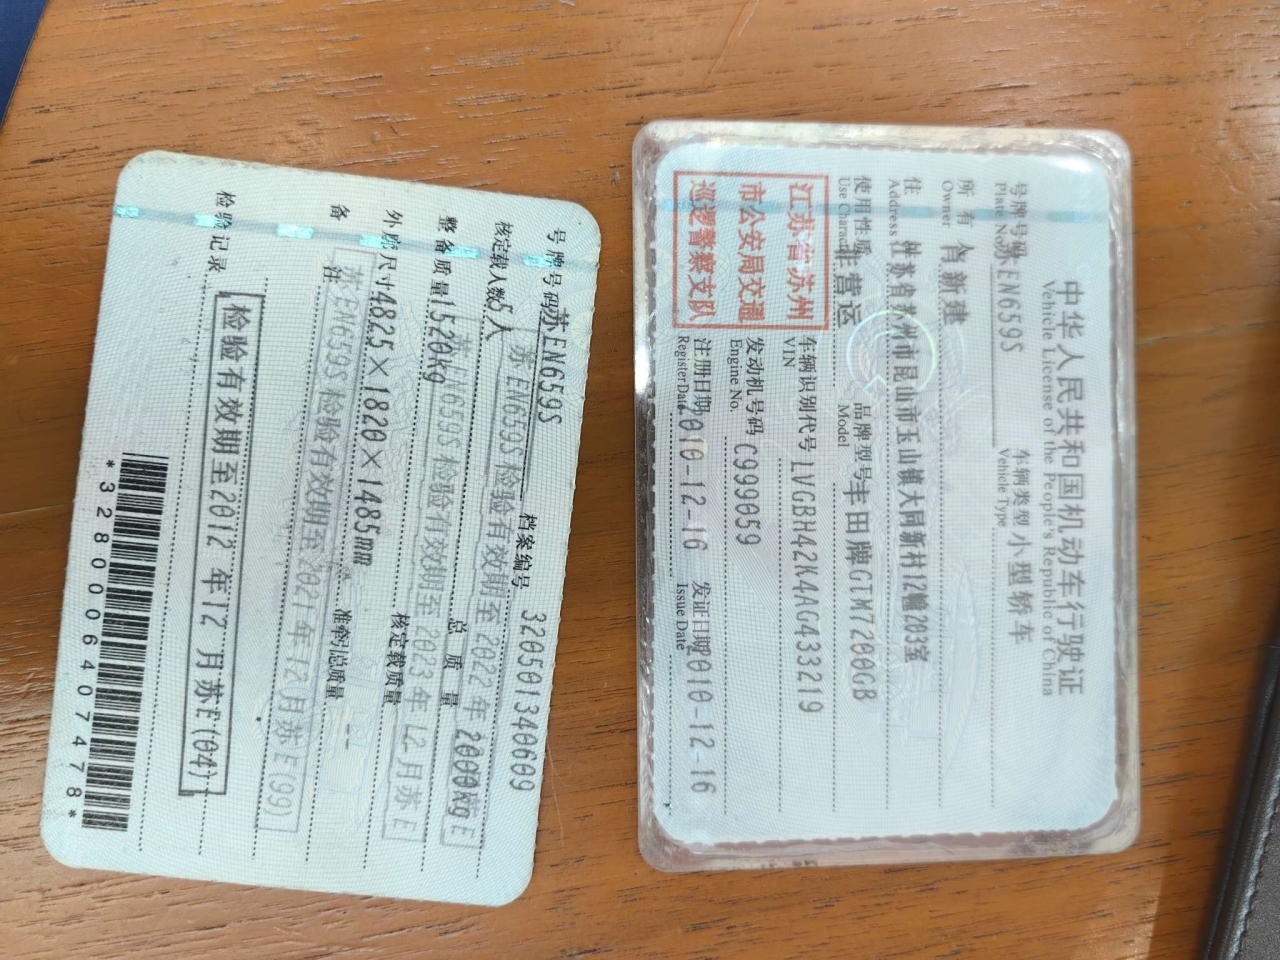 中华人民共和国机动车行驶证
Vehicle License of the People's Republic of China
号牌号码 苏EN659S 车辆类型 小型轿车
Plate No. Vehicle Type
所有人 肖新建
Owner
住址 江苏省苏州市昆山市玉山镇大同新村12幢203室
Address
使用性质 非营运 品牌型号 丰田牌GTM7200GB
Use Character Model
江苏省苏州
市公安局交通
巡逻警察支队
车辆识别代号 LVGBH42K4AG433219
VIN
发动机号码 C999059
Engine No.
注册日期 2010-12-16 发证日期 2010-12-16
Register Date Issue Date
号牌号码 苏EN659S 档案编号 320501340609
核定载人数 5人 总质量 2000kg
整备质量 1520kg 核定载质量
外廓尺寸 4825×1820×1485mm 准牵引总质量 --
备注
检验记录
检验有效期至2012年12月苏E(04)
苏EN659S 检验有效期至2021年12月苏E(99)
苏EN659S 检验有效期至2023年12月苏E
苏EN659S 检验有效期至2022年
*3280006407478*